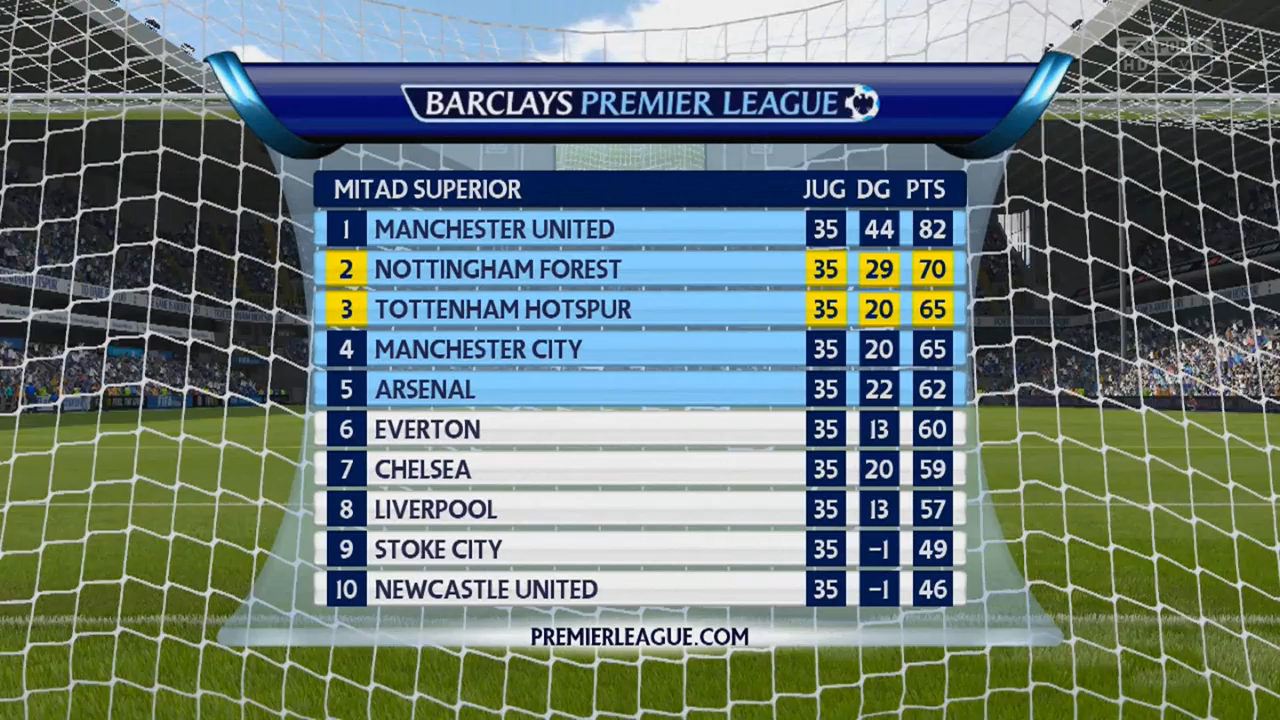 BARCLAYS PREMIER LEAGUE
MITAD SUPERIOR JUG DG PTS
1 MANCHESTER UNITED 35 44 82
2 NOTTINGHAM FOREST 35 29 70
3 TOTTENHAM HOTSPUR 35 20 65
4 MANCHESTER CITY 35 20 65
5 ARSENAL 35 22 62
6 EVERTON 35 13 60
7 CHELSEA 35 20 59
8 LIVERPOOL 35 13 57
9 STOKE CITY 35 -1 49
10 NEWCASTLE UNITED 35 -1 46
PREMIERLEAGUE.COM